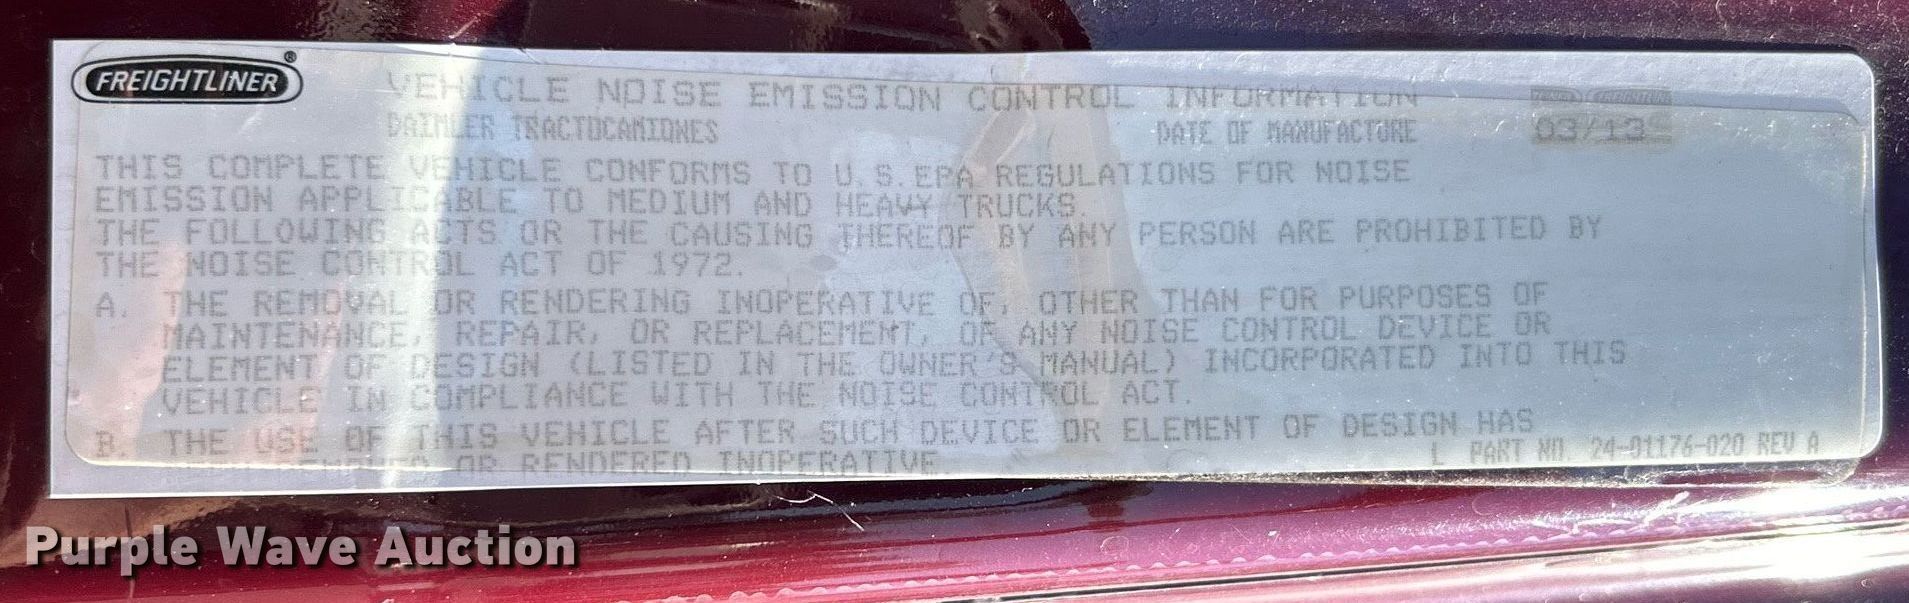 FREIGHTLINER®
VEHICLE NOISE EMISSION CONTROL INFORMATION
DAIMLER TRACTOCAMIONES DATE OF MANUFACTURE 03/13
THIS COMPLETE VEHICLE CONFORMS TO U.S.EPA REGULATIONS FOR NOISE
EMISSION APPLICABLE TO MEDIUM AND HEAVY TRUCKS.
THE FOLLOWING ACTS OR THE CAUSING THEREOF BY ANY PERSON ARE PROHIBITED BY
THE NOISE CONTROL ACT OF 1972.
A. THE REMOVAL OR RENDERING INOPERATIVE OF, OTHER THAN FOR PURPOSES OF
MAINTENANCE, REPAIR, OR REPLACEMENT, OF ANY NOISE CONTROL DEVICE OR
ELEMENT OF DESIGN (LISTED IN THE OWNER'S MANUAL) INCORPORATED INTO THIS
VEHICLE IN COMPLIANCE WITH THE NOISE CONTROL ACT.
B. THE USE OF THIS VEHICLE AFTER SUCH DEVICE OR ELEMENT OF DESIGN HAS
OR RENDERED INOPERATIVE.
L PART NO. 24-01176-020 REV A
Purple Wave Auction